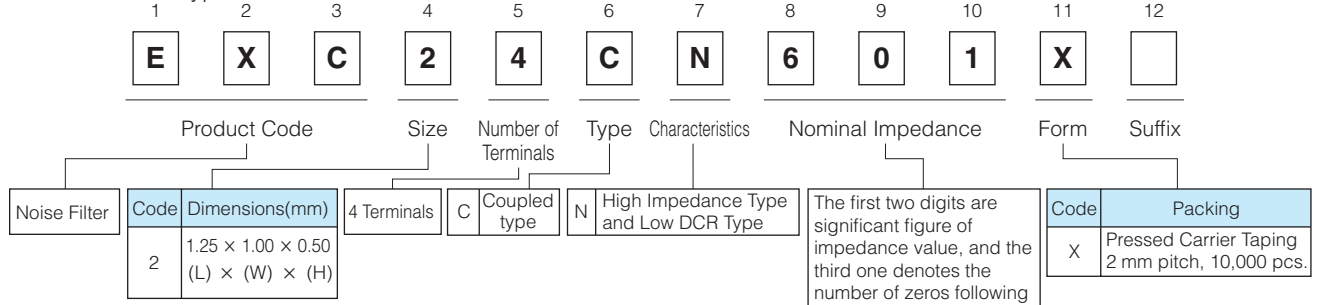 1 2 3 4 5 6 7 8 9 10 11 12
E X C 2 4 C N 6 0 1 X
Product Code Size Number of Terminals Type Characteristics Nominal Impedance Form Suffix
Noise Filter
Code Dimensions(mm)
2 1.25 × 1.00 × 0.50
(L) × (W) × (H)
4 Terminals
C Coupled
type
N High Impedance Type
and Low DCR Type
The first two digits are
significant figure of
impedance value, and the
third one denotes the
number of zeros following
Code Packing
X Pressed Carrier Taping
2 mm pitch, 10,000 pcs.